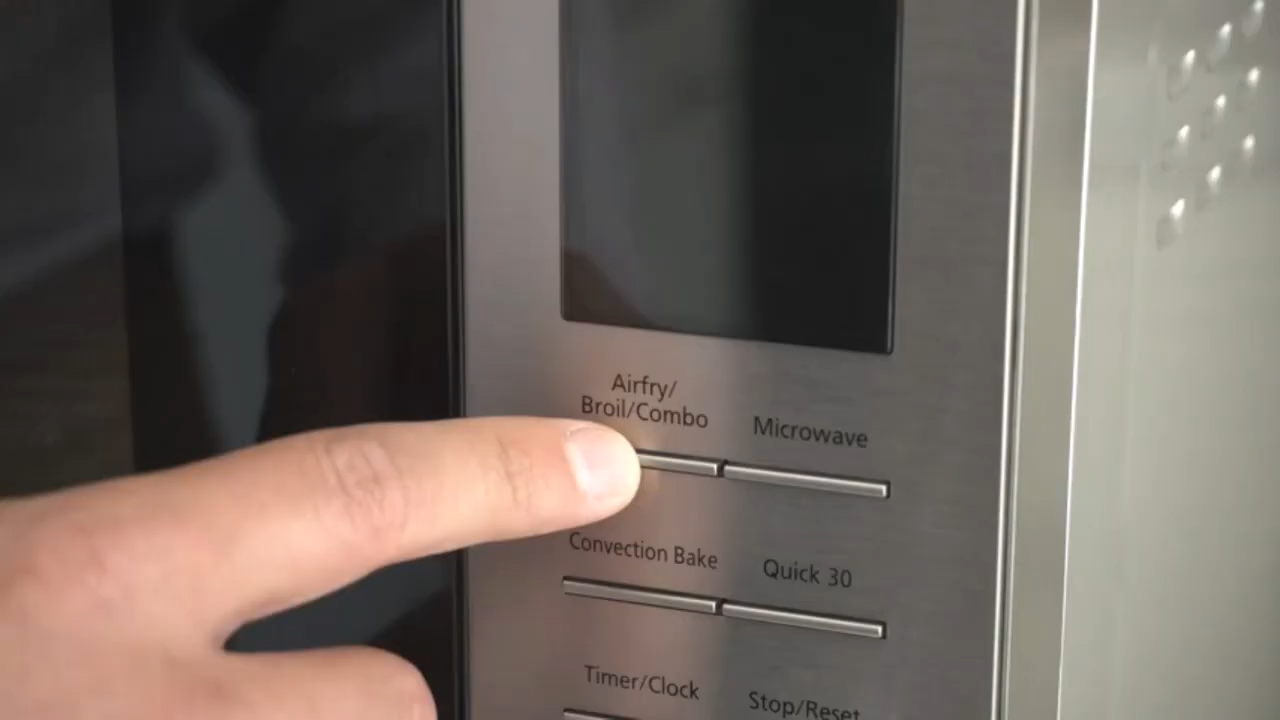 Airfry/
Broil/Combo
Microwave
Convection Bake
Quick 30
Timer/Clock
Stop/Reset